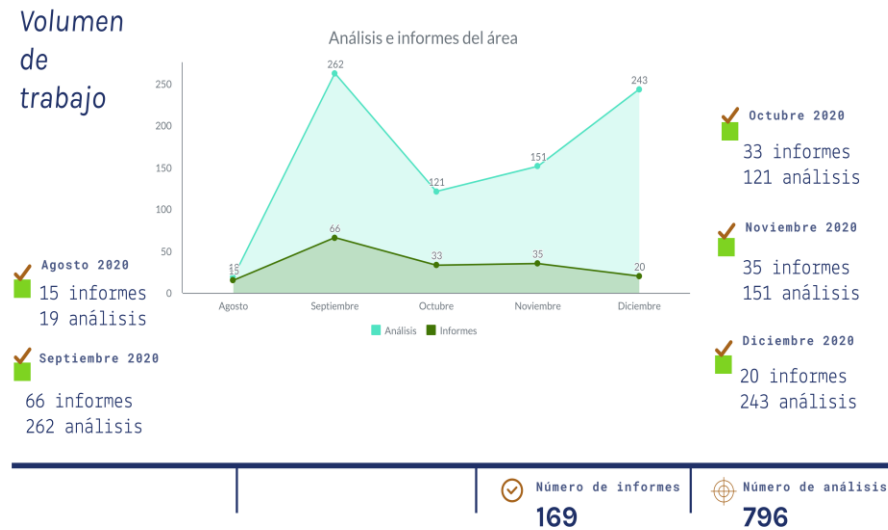 Volumen
de
trabajo
Análisis e informes del área
250
200
150
100
50
0
262
121
151
243
15
66
33
35
20
Agosto
Septiembre
Octubre
Noviembre
Diciembre
Análisis
Informes
Agosto 2020
15 informes
19 análisis
Septiembre 2020
66 informes
262 análisis
Octubre 2020
33 informes
121 análisis
Noviembre 2020
35 informes
151 análisis
Diciembre 2020
20 informes
243 análisis
Número de informes
169
Número de análisis
796